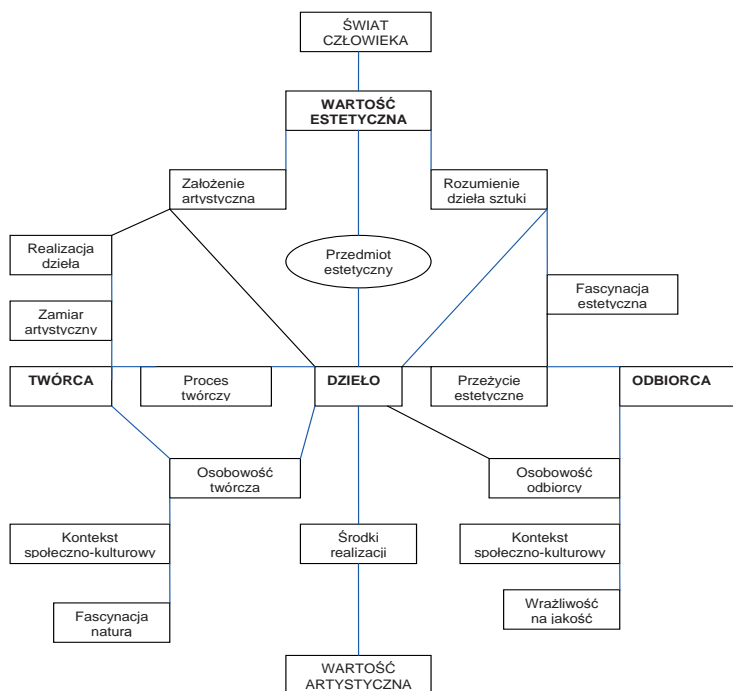 ŚWIAT
CZŁOWIEKA
WARTOŚĆ
ESTETYCZNA
Założenie
artystyczna
Rozumienie
dzieła sztuki
Realizacja
dzieła
Przedmiot
estetyczny
Fascynacja
estetyczna
Zamiar
artystyczny
TWÓRCA
Proces
twórczy
DZIEŁO
Przeżycie
estetyczne
ODBIORCA
Osobowość
twórcza
Osobowość
odbiorcy
Kontekst
społeczno-kulturowy
Środki
realizacji
Kontekst
społeczno-kulturowy
Fascynacja
naturą
Wrażliwość
na jakość
WARTOŚĆ
ARTYSTYCZNA